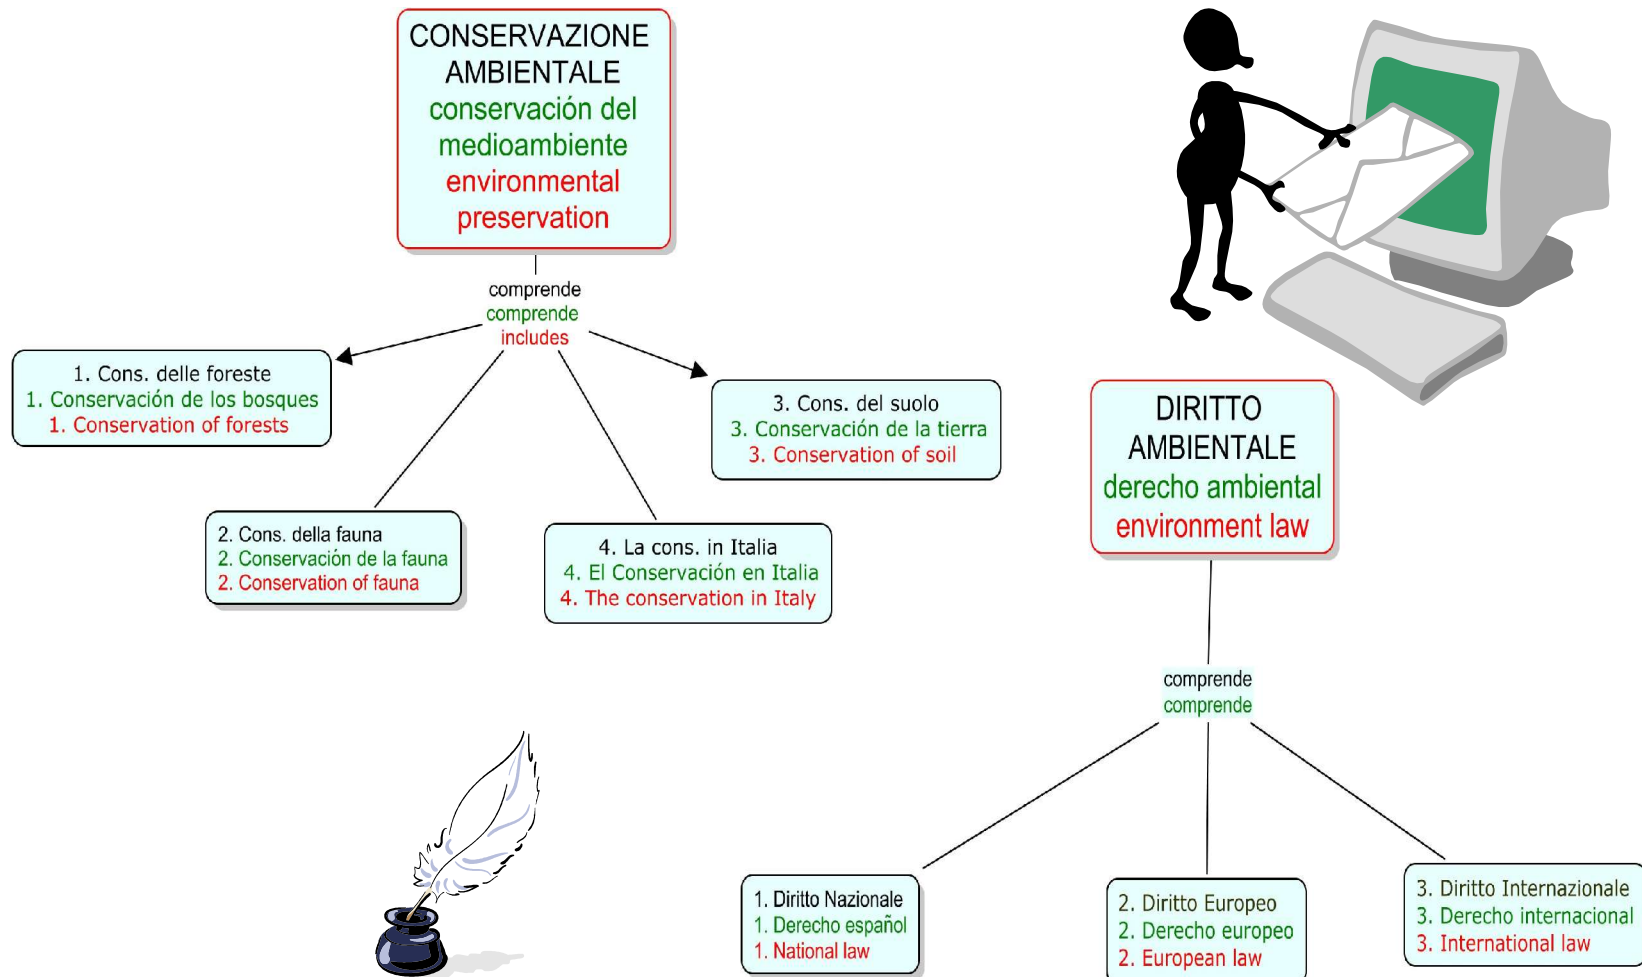 CONSERVAZIONE
AMBIENTALE
conservación del
medioambiente
environmental
preservation
comprende
comprende
includes
1. Cons. delle foreste
1. Conservación de los bosques
1. Conservation of forests
3. Cons. del suolo
3. Conservación de la tierra
3. Conservation of soil
2. Cons. della fauna
2. Conservación de la fauna
2. Conservation of fauna
4. La cons. in Italia
4. El Conservación en Italia
4. The conservation in Italy
DIRITTO
AMBIENTALE
derecho ambiental
environment law
comprende
comprende
1. Diritto Nazionale
1. Derecho español
1. National law
2. Diritto Europeo
2. Derecho europeo
2. European law
3. Diritto Internazionale
3. Derecho internacional
3. International law